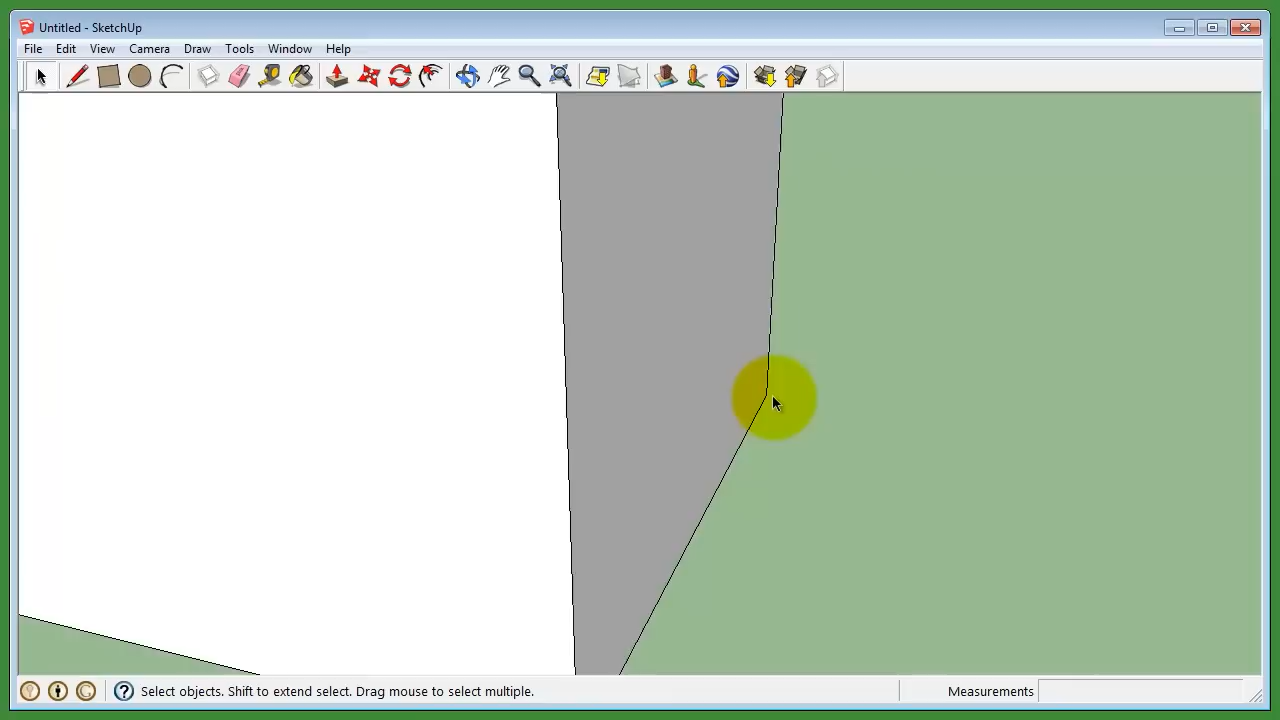 Untitled - SketchUp
File Edit View Camera Draw Tools Window Help
Select objects. Shift to extend select. Drag mouse to select multiple. Measurements